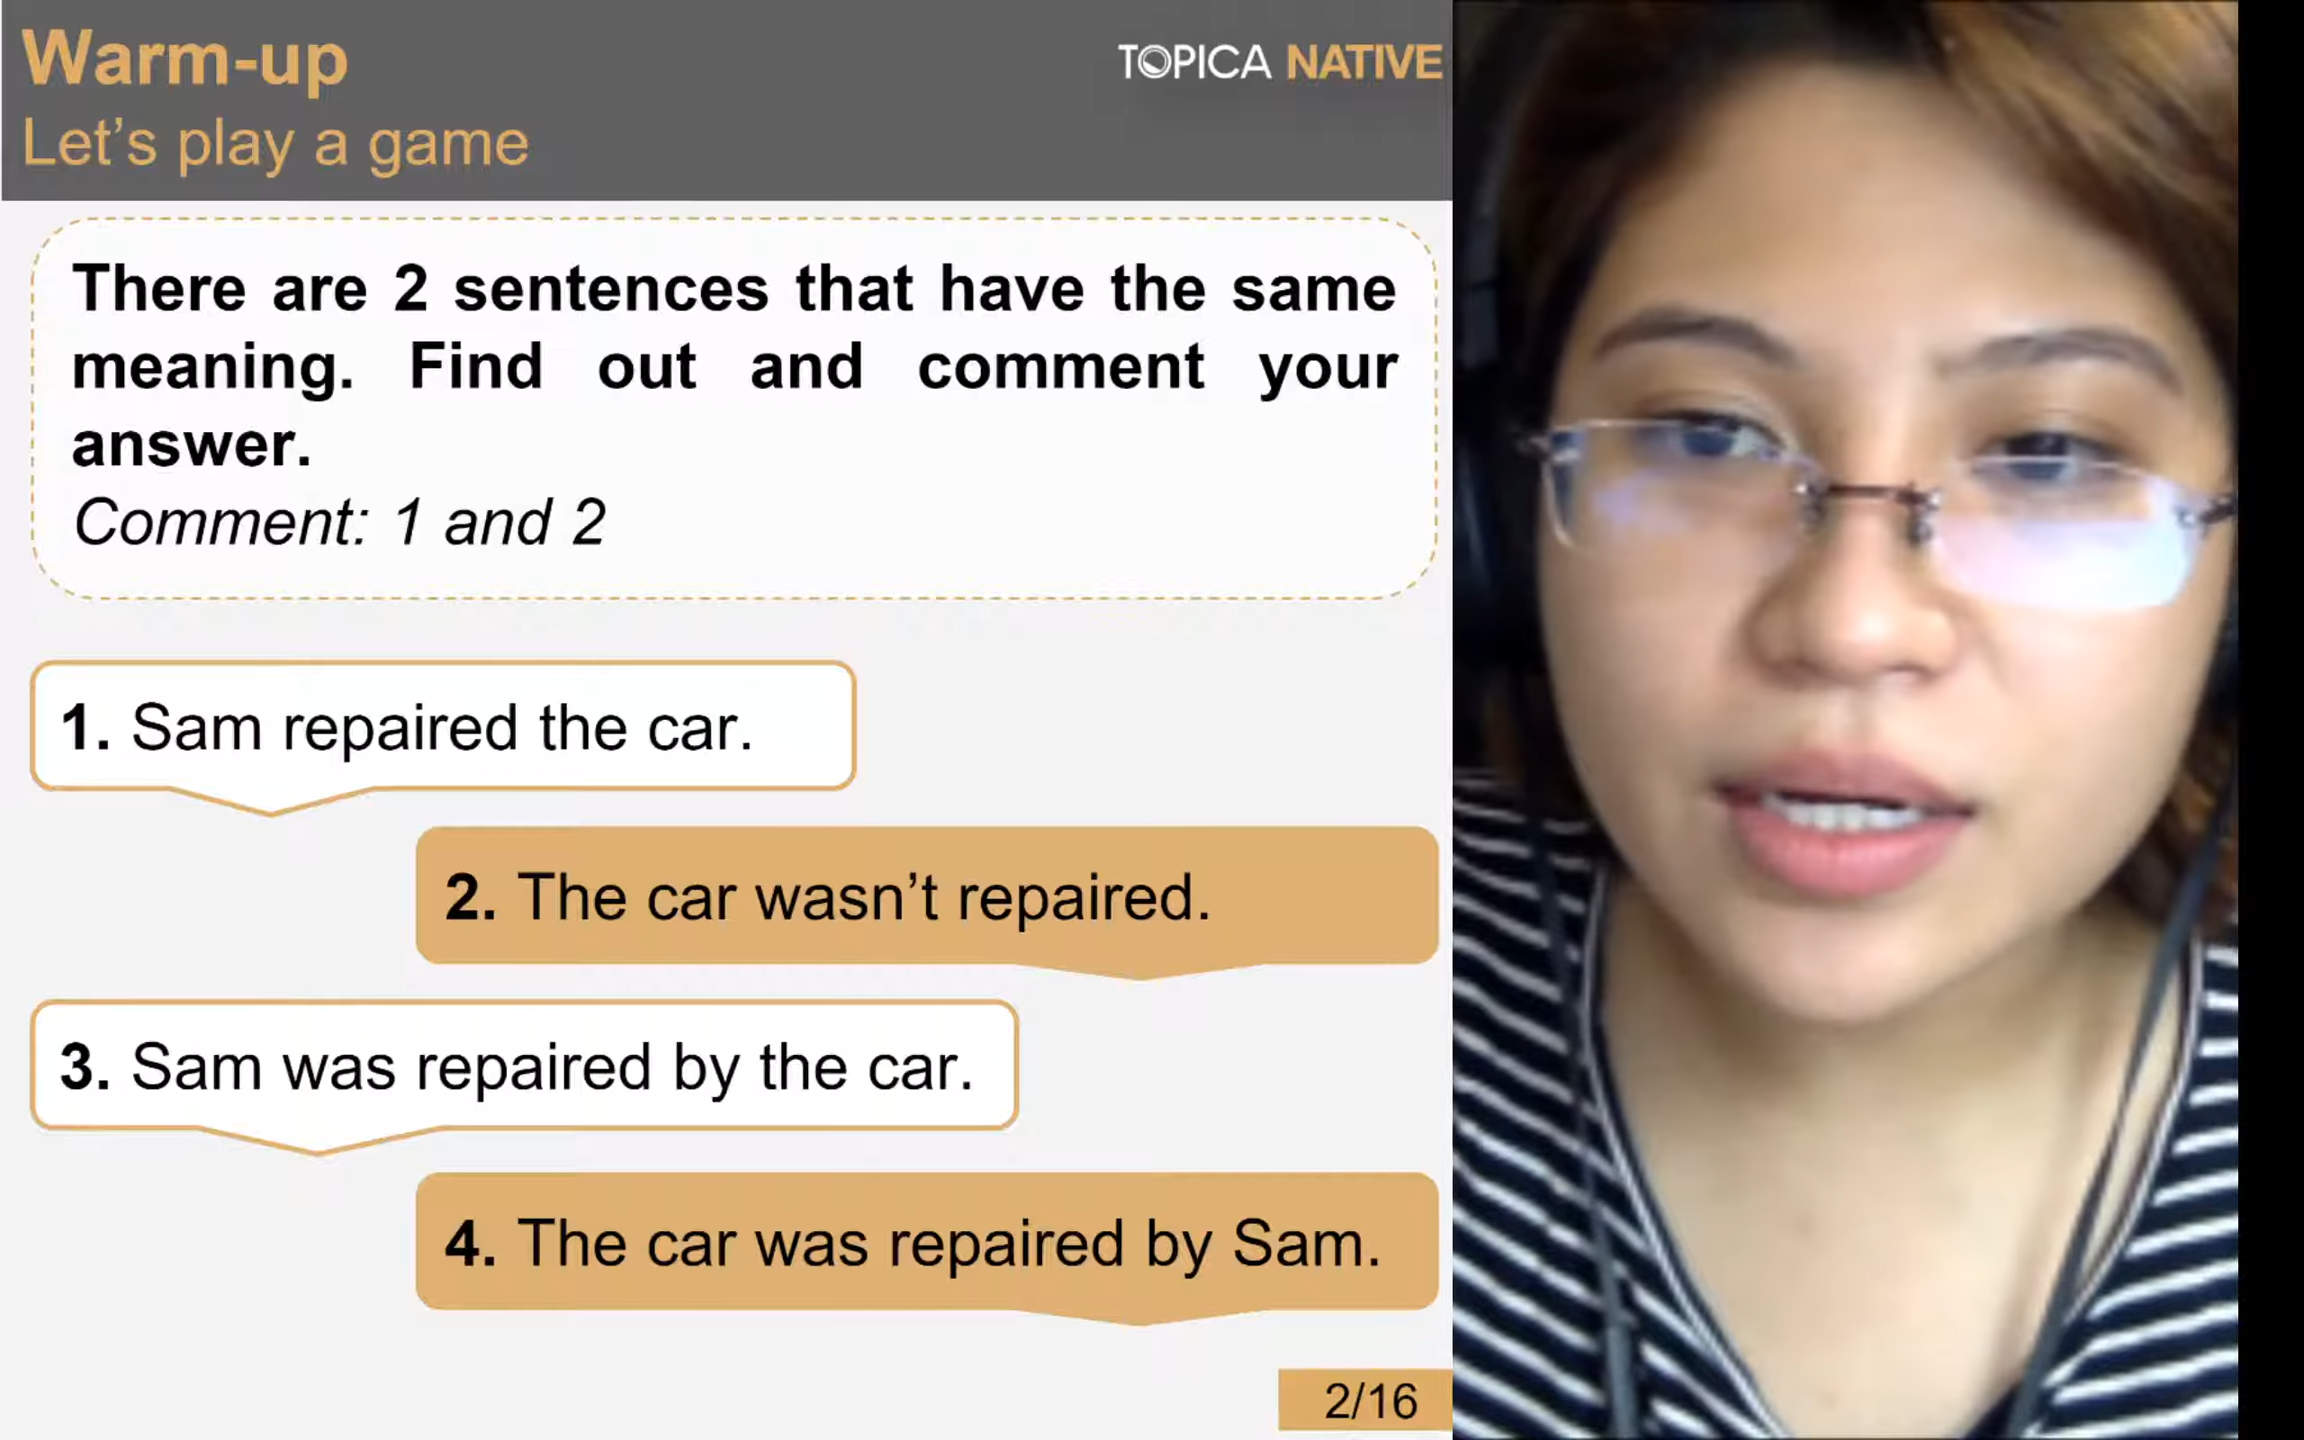 Warm-up
TOPICA NATIVE
Let’s play a game
There are 2 sentences that have the same
meaning. Find out and comment your
answer.
Comment: 1 and 2
1. Sam repaired the car.
2. The car wasn’t repaired.
3. Sam was repaired by the car.
4. The car was repaired by Sam.
2/16